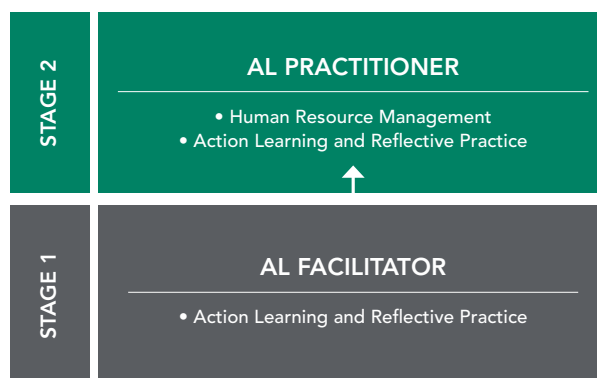 STAGE 2
AL PRACTITIONER
• Human Resource Management
• Action Learning and Reflective Practice
STAGE 1
AL FACILITATOR
• Action Learning and Reflective Practice